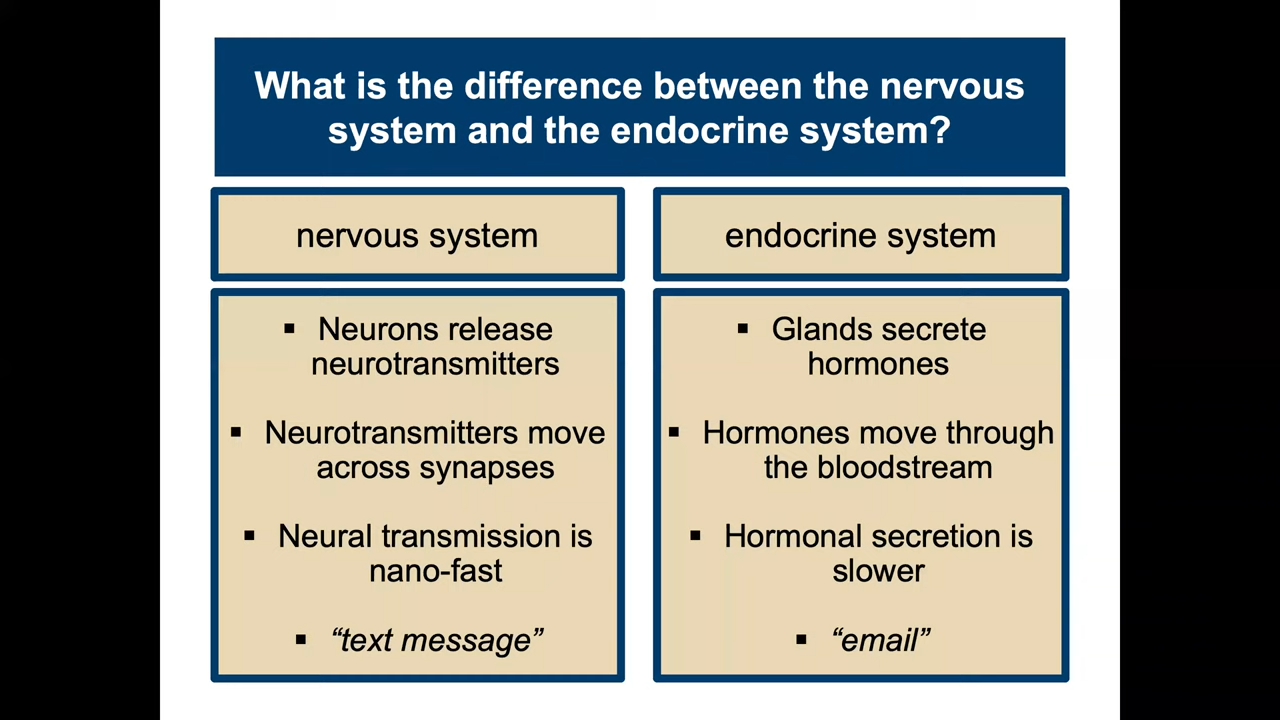 What is the difference between the nervous
system and the endocrine system?
nervous system
▪ Neurons release
neurotransmitters
▪ Neurotransmitters move
across synapses
▪ Neural transmission is
nano-fast
▪ “text message”
endocrine system
▪ Glands secrete
hormones
▪ Hormones move through
the bloodstream
▪ Hormonal secretion is
slower
▪ “email”